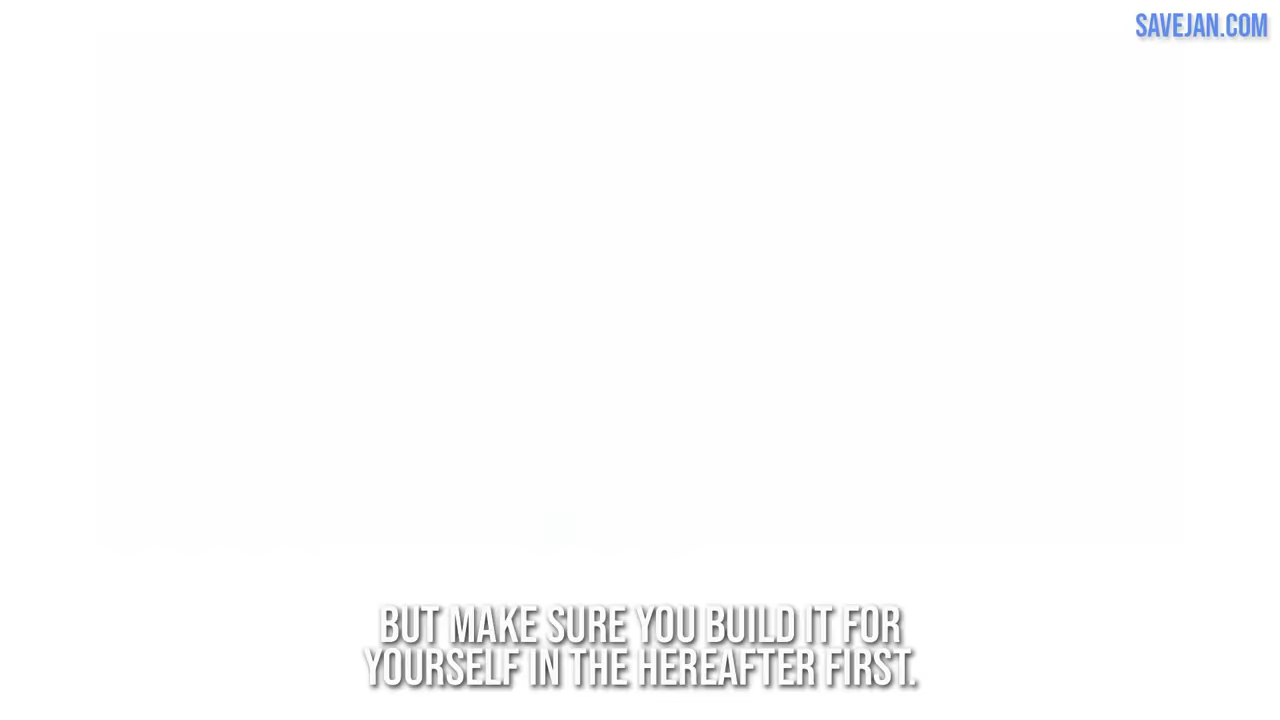 SAVEJAN.COM
BUT MAKE SURE YOU BUILD IT FOR
YOURSELF IN THE HEREAFTER FIRST.